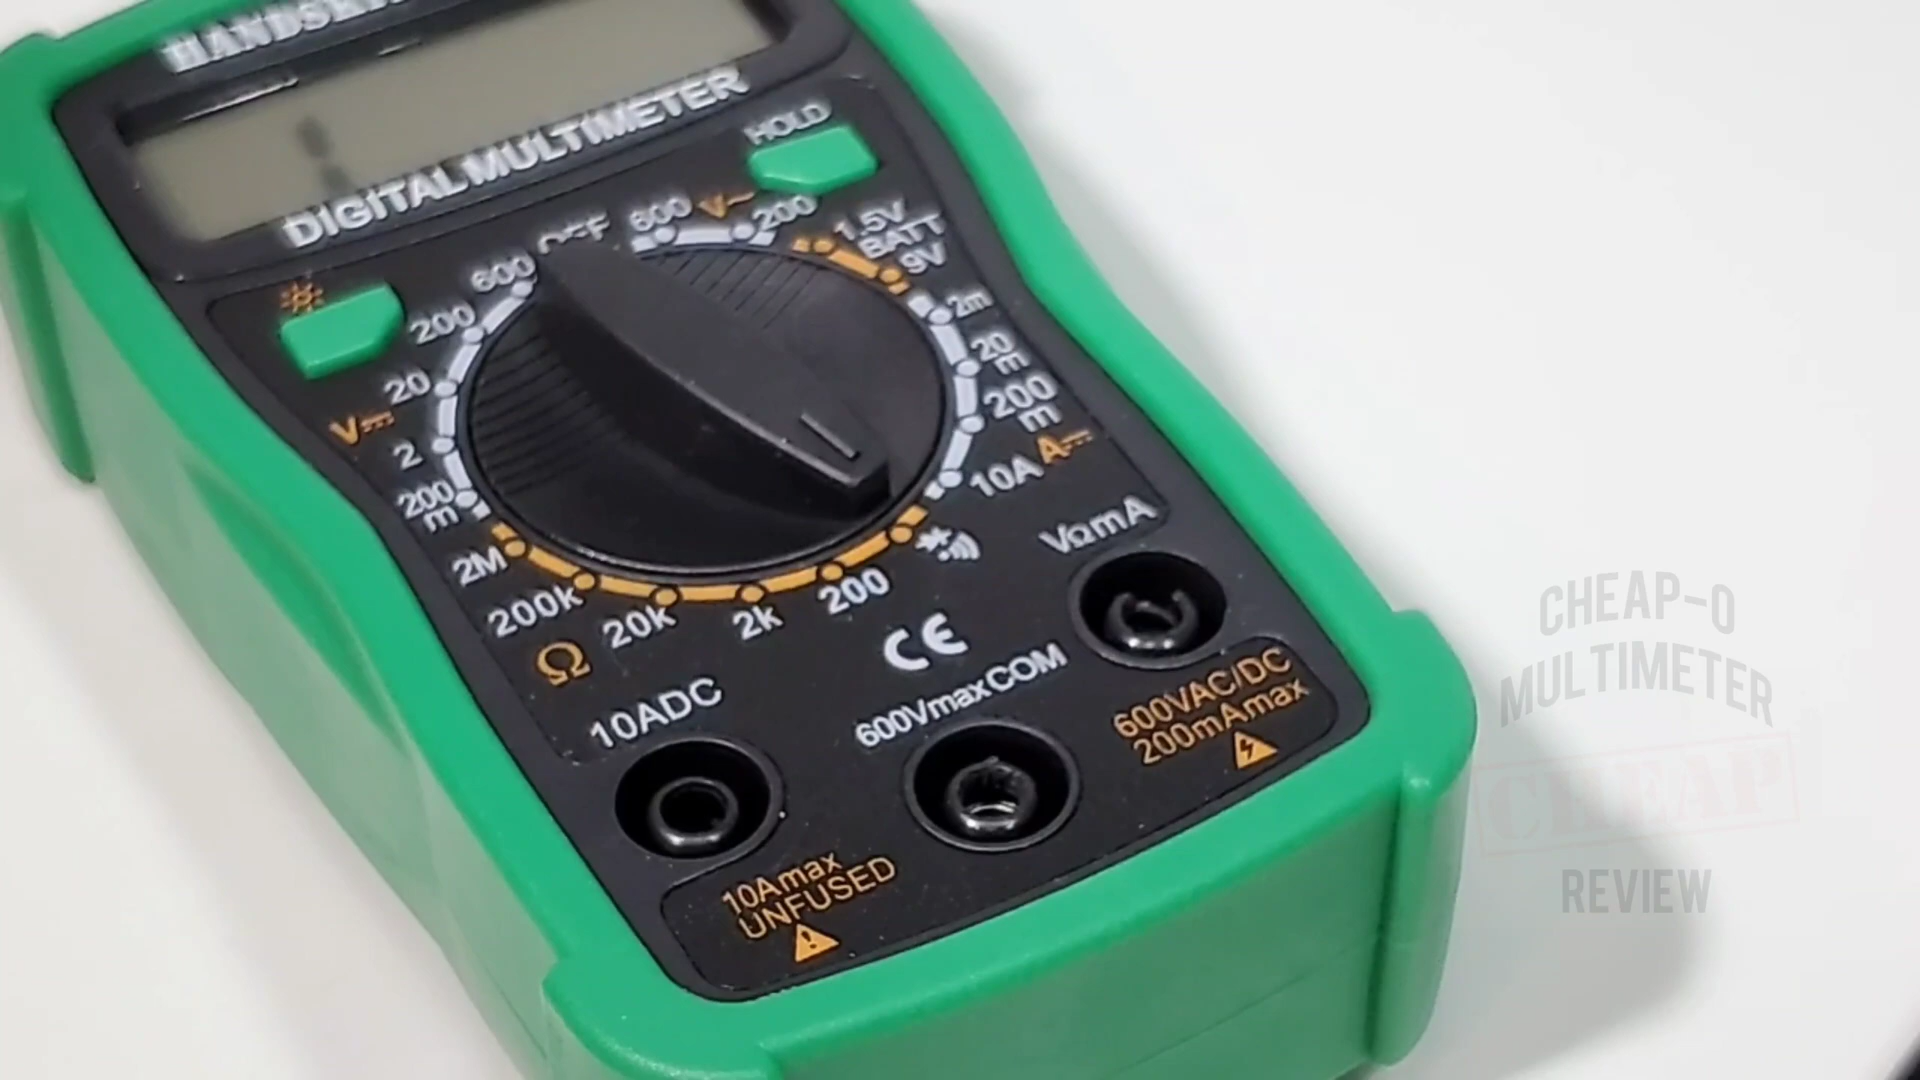 DIGITAL MULTIMETER
HOLD
OFF
600
V~
200
1.5V
BATT
9V
600
200
20
V⎓
2
200
m
2m
20
m
200
m
A⎓
10A
2M
200k
20k
2k
200
Ω
CE
VΩmA
10ADC
600VmaxCOM
600VAC/DC
200mAmax
10Amax
UNFUSED
CHEAP-O
MULTIMETER
CHEAP
REVIEW